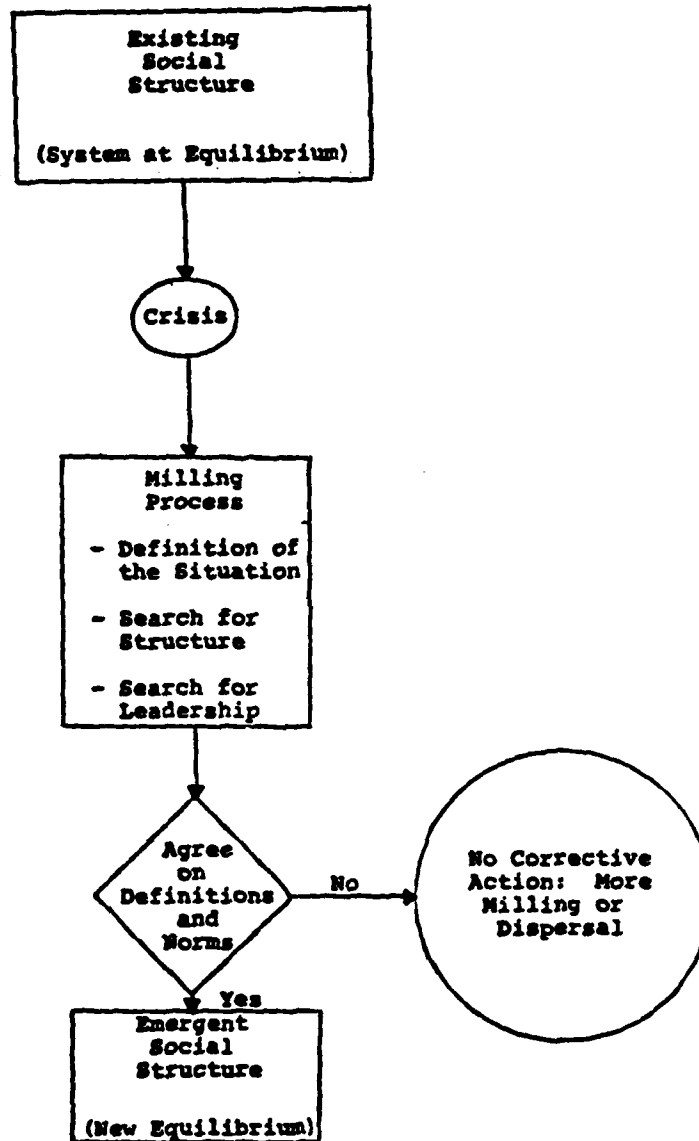 Existing
Social
Structure
(System at Equilibrium)
Crisis
Milling
Process
- Definition of
the Situation
- Search for
Structure
- Search for
Leadership
Agree
on
Definitions
and
Norms
No
No Corrective
Action: More
Milling or
Dispersal
Yes
Emergent
Social
Structure
(New Equilibrium)